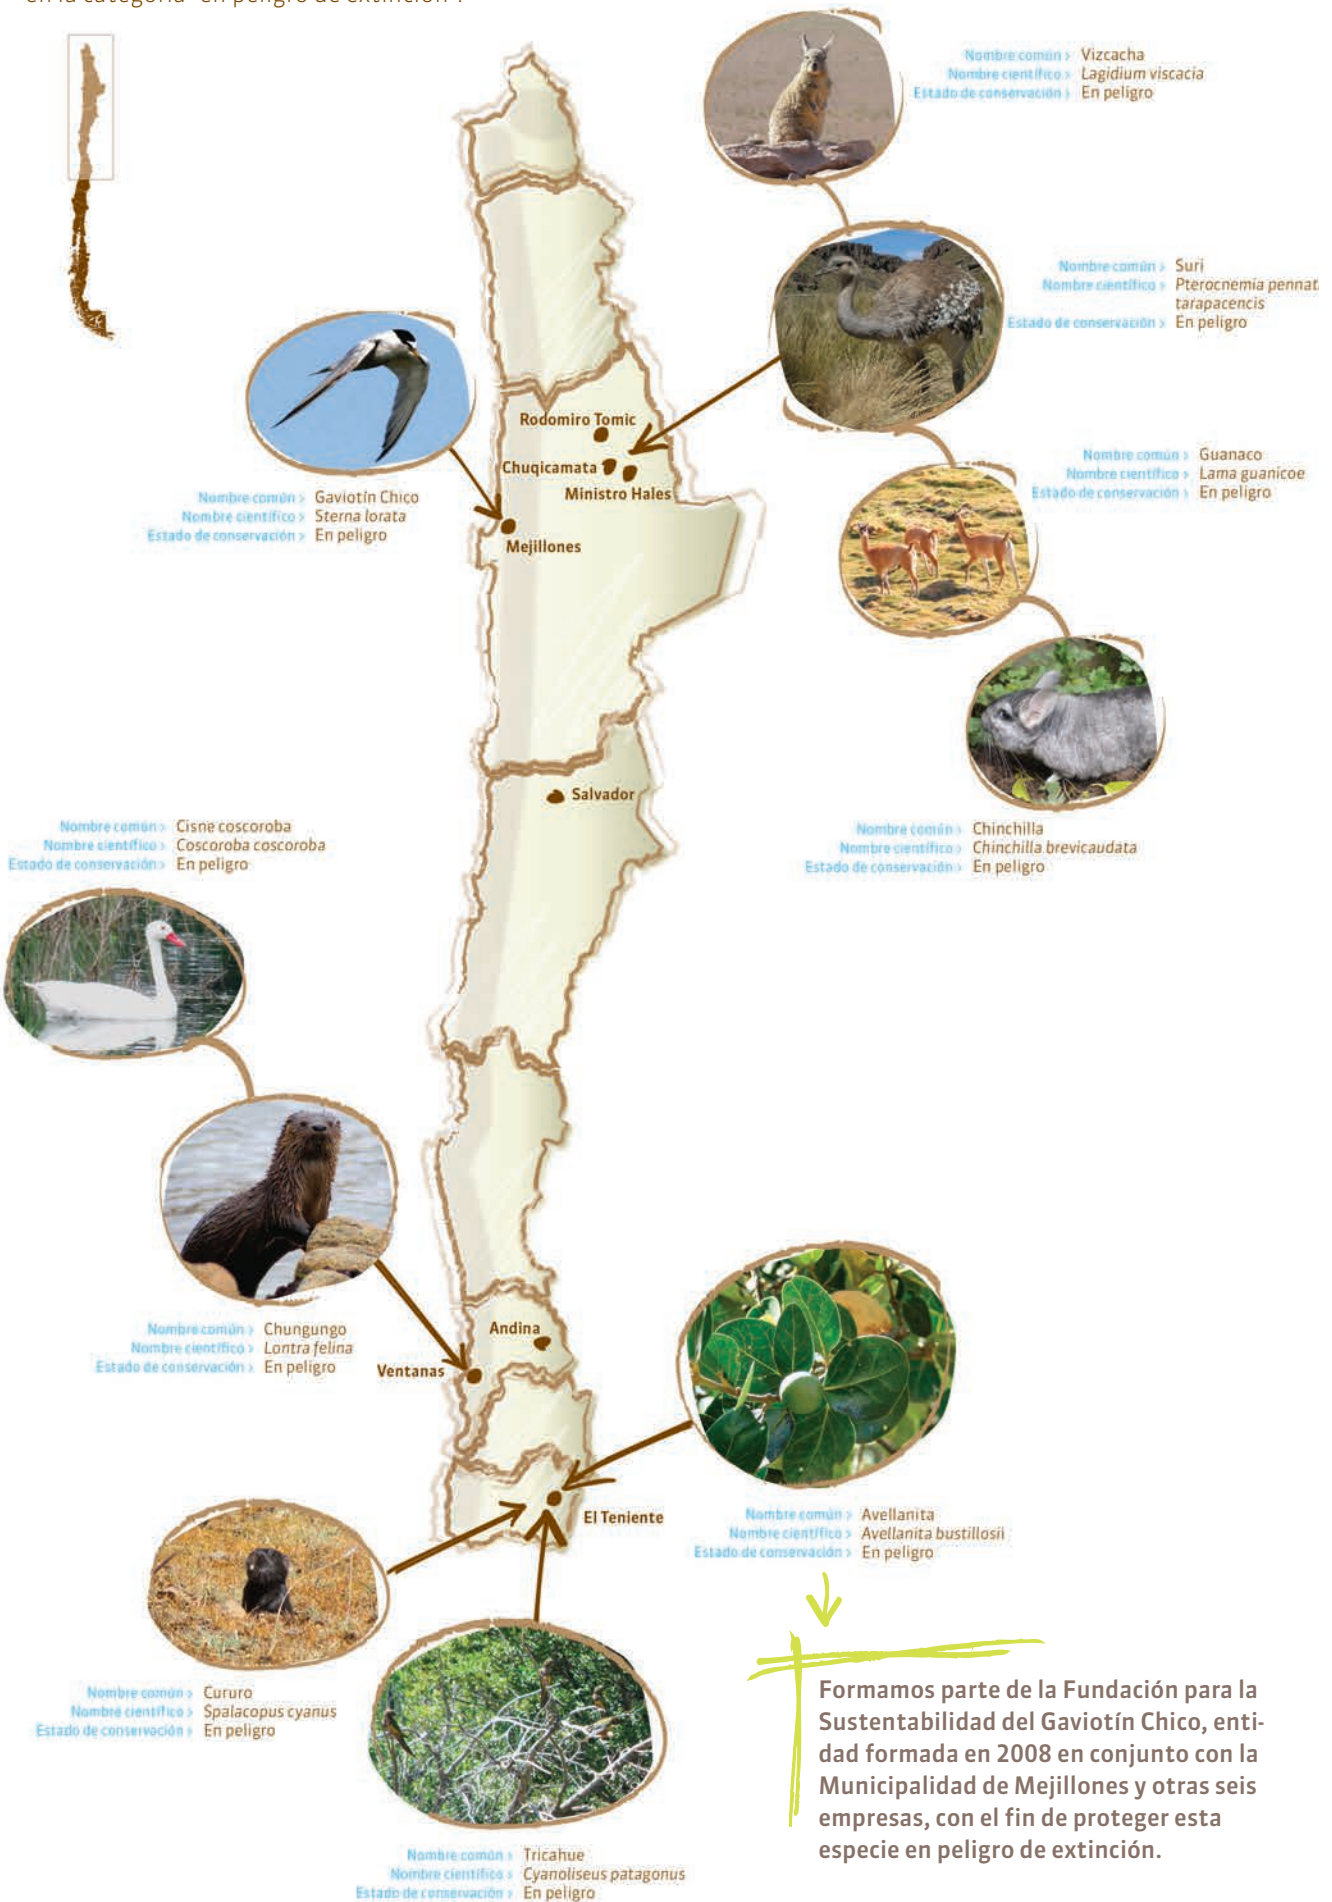 en la categoría "en peligro de extinción".
Nombre común > Vizcacha
Nombre científico > Lagidium viscacia
Estado de conservación > En peligro
Nombre común > Suri
Nombre científico > Pterocnemia pennat
tarapacencis
Estado de conservación > En peligro
Rodomiro Tomic
Chuqicamata
Ministro Hales
Mejillones
Nombre común > Gaviotín Chico
Nombre científico > Sterna lorata
Estado de conservación > En peligro
Nombre común > Guanaco
Nombre científico > Lama guanicoe
Estado de conservación > En peligro
Salvador
Nombre común > Cisne coscoroba
Nombre científico > Coscoroba coscoroba
Estado de conservación > En peligro
Nombre común > Chinchilla
Nombre científico > Chinchilla brevicaudata
Estado de conservación > En peligro
Nombre común > Chungungo
Nombre científico > Lontra felina
Estado de conservación > En peligro
Andina
Ventanas
El Teniente
Nombre común > Avellanita
Nombre científico > Avellanita bustillosii
Estado de conservación > En peligro
Nombre común > Cururo
Nombre científico > Spalacopus cyanus
Estado de conservación > En peligro
Nombre común > Tricahue
Nombre científico > Cyanoliseus patagonus
Estado de conservación > En peligro
Formamos parte de la Fundación para la
Sustentabilidad del Gaviotín Chico, enti-
dad formada en 2008 en conjunto con la
Municipalidad de Mejillones y otras seis
empresas, con el fin de proteger esta
especie en peligro de extinción.